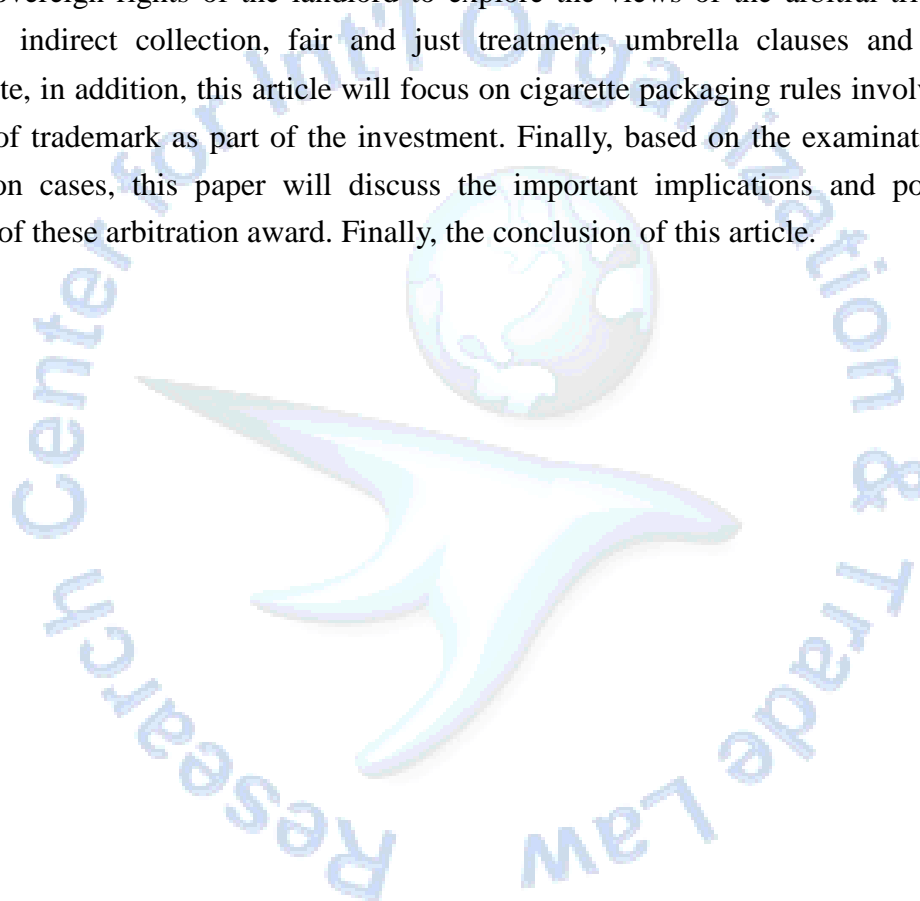 overeign rights of the landlord to explore the views of the arbitral
indirect collection, fair and just treatment, umbrella clauses and
te, in addition, this article will focus on cigarette packaging rules invol
of trademark as part of the investment. Finally, based on the examinat
on cases, this paper will discuss the important implications and po
of these arbitration award. Finally, the conclusion of this article.
Research Center for Int'l Organization & Trade Law